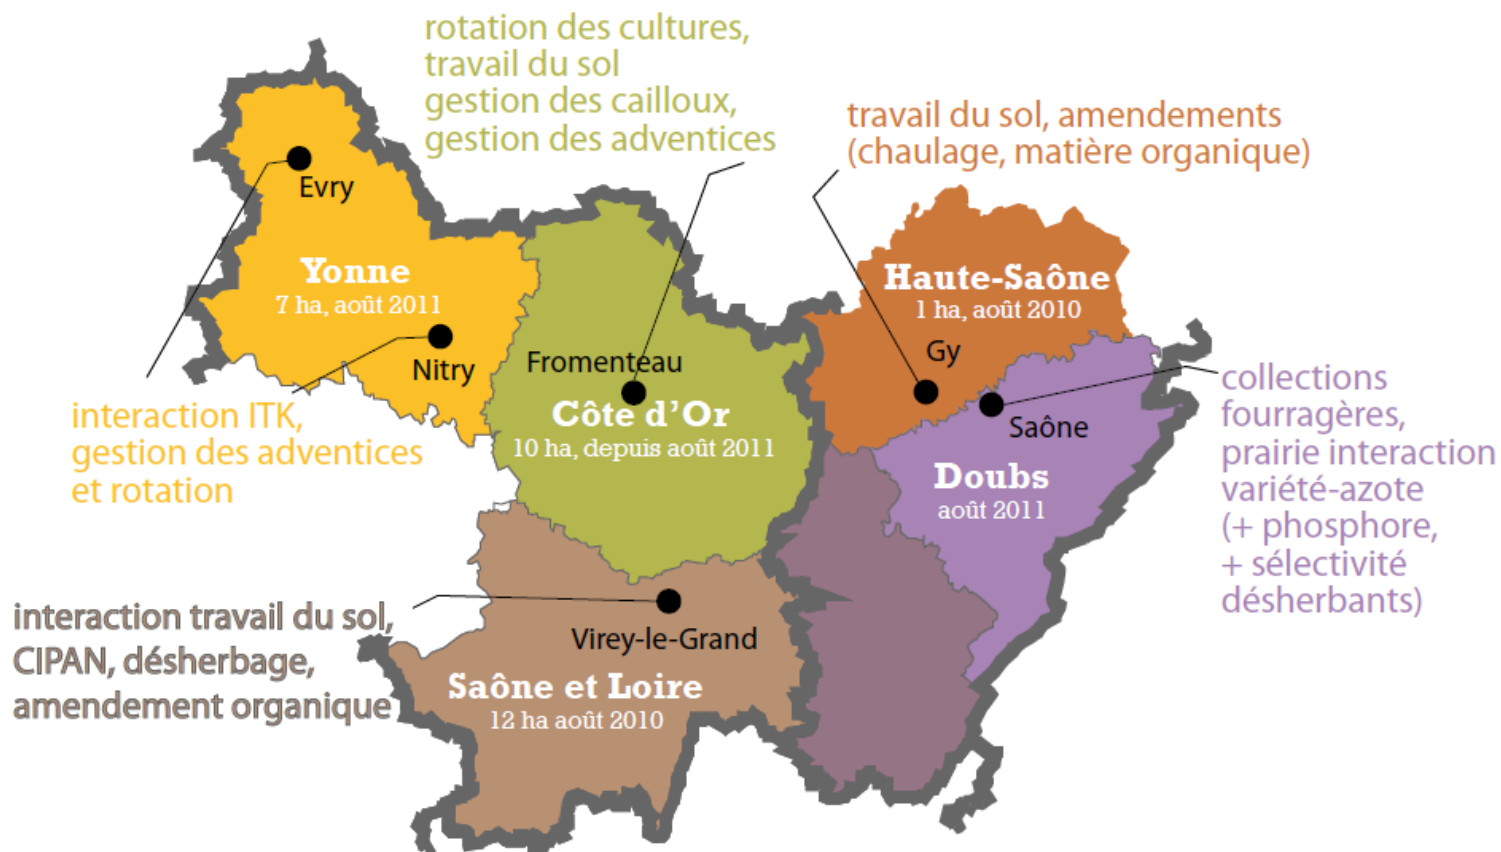 rotation des cultures,
travail du sol
gestion des cailloux,
gestion des adventices
travail du sol, amendements
(chaulage, matière organique)
Evry
Yonne
7 ha, août 2011
Nitry
interaction ITK,
gestion des adventices
et rotation
Fromenteau
Côte d’Or
10 ha, depuis août 2011
Haute-Saône
1 ha, août 2010
Gy
Saône
Doubs
août 2011
collections
fourragères,
prairie interaction
variété-azote
(+ phosphore,
+ sélectivité
désherbants)
interaction travail du sol,
CIPAN, désherbage,
amendement organique
Virey-le-Grand
Saône et Loire
12 ha août 2010